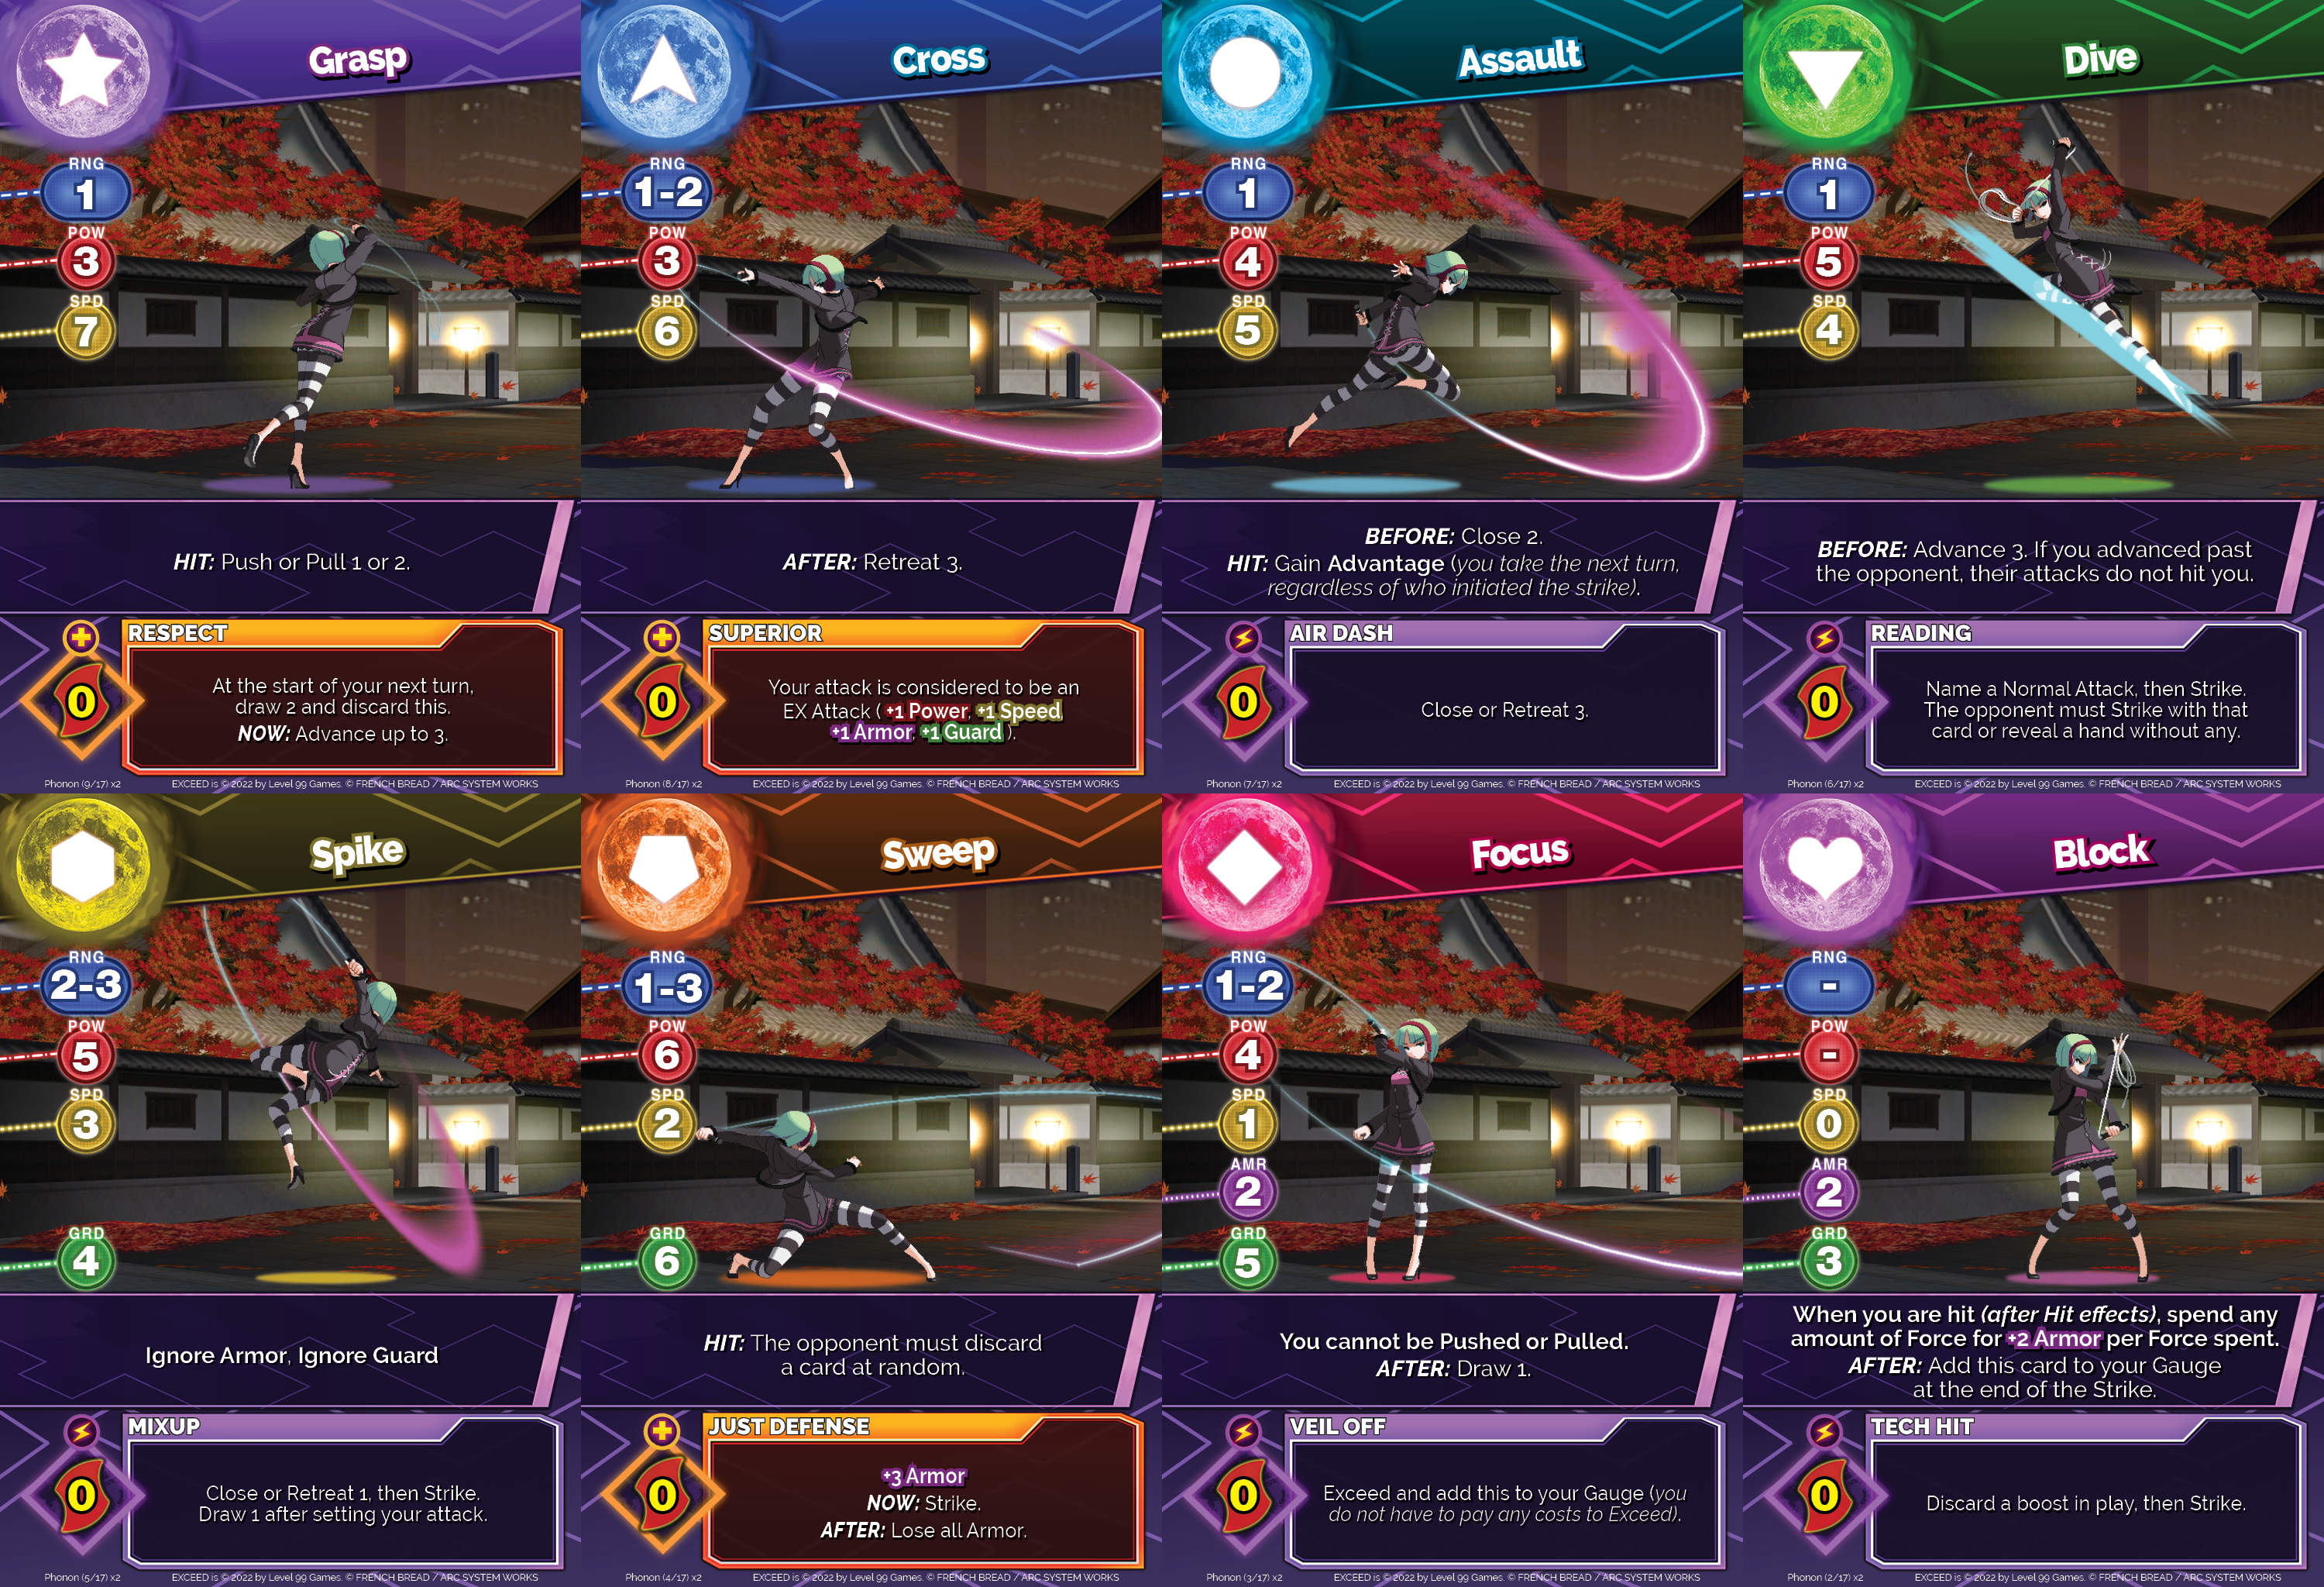 Grasp
RNG
1
POW
3
SPD
7
HIT: Push or Pull 1 or 2.
RESPECT
0
At the start of your next turn,
draw 2 and discard this.
NOW: Advance up to 3.
Phonon (9/17) x2
EXCEED is © 2022 by Level 99 Games. © FRENCH BREAD / ARC SYSTEM WORKS
Cross
RNG
1-2
POW
3
SPD
6
AFTER: Retreat 3.
SUPERIOR
0
Your attack is considered to be an
EX Attack ( +1 Power, +1 Speed
+1 Armor, +1 Guard ).
Phonon (8/17) x2
EXCEED is © 2022 by Level 99 Games. © FRENCH BREAD / ARC SYSTEM WORKS
Assault
RNG
1
POW
4
SPD
5
BEFORE: Close 2.
HIT: Gain Advantage (you take the next turn,
regardless of who initiated the strike).
AIR DASH
0
Close or Retreat 3.
Phonon (7/17) x2
EXCEED is © 2022 by Level 99 Games. © FRENCH BREAD / ARC SYSTEM WORKS
Dive
RNG
1
POW
5
SPD
4
BEFORE: Advance 3. If you advanced past
the opponent, their attacks do not hit you.
READING
0
Name a Normal Attack, then Strike.
The opponent must Strike with that
card or reveal a hand without any.
Phonon (6/17) x2
EXCEED is © 2022 by Level 99 Games. © FRENCH BREAD / ARC SYSTEM WORKS
Spike
RNG
2-3
POW
5
SPD
3
GRD
4
Ignore Armor, Ignore Guard
MIXUP
0
Close or Retreat 1, then Strike.
Draw 1 after setting your attack.
Phonon (5/17) x2
EXCEED is © 2022 by Level 99 Games. © FRENCH BREAD / ARC SYSTEM WORKS
Sweep
RNG
1-3
POW
6
SPD
2
GRD
6
HIT: The opponent must discard
a card at random.
JUST DEFENSE
0
+3 Armor
NOW: Strike.
AFTER: Lose all Armor.
Phonon (4/17) x2
EXCEED is © 2022 by Level 99 Games. © FRENCH BREAD / ARC SYSTEM WORKS
Focus
RNG
1-2
POW
4
SPD
1
AMR
2
GRD
5
You cannot be Pushed or Pulled.
AFTER: Draw 1.
VEIL OFF
0
Exceed and add this to your Gauge (you
do not have to pay any costs to Exceed).
Phonon (3/17) x2
EXCEED is © 2022 by Level 99 Games. © FRENCH BREAD / ARC SYSTEM WORKS
Block
RNG
-
POW
-
SPD
0
AMR
2
GRD
3
When you are hit (after Hit effects), spend any
amount of Force for +2 Armor per Force spent.
AFTER: Add this card to your Gauge
at the end of the Strike.
TECH HIT
0
Discard a boost in play, then Strike.
Phonon (2/17) x2
EXCEED is © 2022 by Level 99 Games. © FRENCH BREAD / ARC SYSTEM WORKS